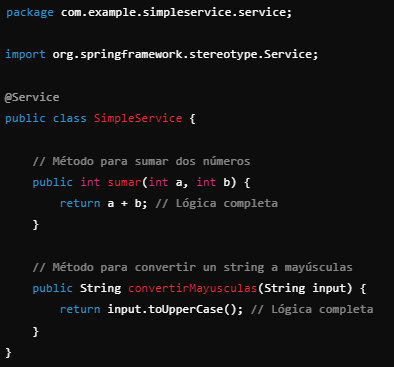 package com.example.simpleservice.service;
import org.springframework.stereotype.Service;
@Service
public class SimpleService {
// Método para sumar dos números
public int sumar(int a, int b) {
return a + b; // Lógica completa
}
// Método para convertir un string a mayúsculas
public String convertirMayusculas(String input) {
return input.toUpperCase(); // Lógica completa
}
}